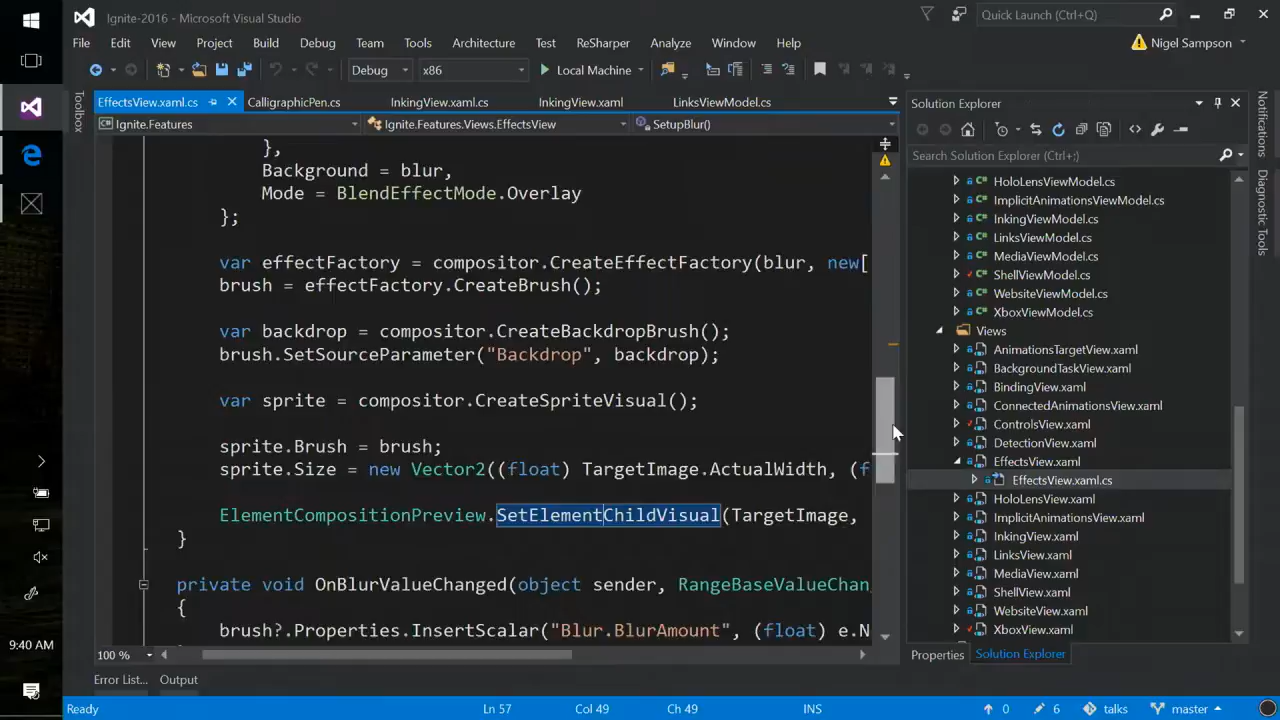 Ignite-2016 - Microsoft Visual Studio
Quick Launch (Ctrl+Q)
File Edit View Project Build Debug Team Tools Architecture Test ReSharper Analyze Window Help
Nigel Sampson
Debug x86 Local Machine
EffectsView.xaml.cs CalligraphicPen.cs InkingView.xaml.cs InkingView.xaml LinksViewModel.cs
Ignite.Features Ignite.Features.Views.EffectsView SetupBlur()
Toolbox
},
Background = blur,
Mode = BlendEffectMode.Overlay
};
var effectFactory = compositor.CreateEffectFactory(blur, new[
brush = effectFactory.CreateBrush();
var backdrop = compositor.CreateBackdropBrush();
brush.SetSourceParameter("Backdrop", backdrop);
var sprite = compositor.CreateSpriteVisual();
sprite.Brush = brush;
sprite.Size = new Vector2((float) TargetImage.ActualWidth, (f
ElementCompositionPreview.SetElementChildVisual(TargetImage,
}
private void OnBlurValueChanged(object sender, RangeBaseValueChan
{
brush?.Properties.InsertScalar("Blur.BlurAmount", (float) e.N
100 %
Error List... Output
Solution Explorer
Search Solution Explorer (Ctrl+;)
HoloLensViewModel.cs
ImplicitAnimationsViewModel.cs
InkingViewModel.cs
LinksViewModel.cs
MediaViewModel.cs
ShellViewModel.cs
WebsiteViewModel.cs
XboxViewModel.cs
Views
AnimationsTargetView.xaml
BackgroundTaskView.xaml
BindingView.xaml
ConnectedAnimationsView.xaml
ControlsView.xaml
DetectionView.xaml
EffectsView.xaml
EffectsView.xaml.cs
HoloLensView.xaml
ImplicitAnimationsView.xaml
InkingView.xaml
LinksView.xaml
MediaView.xaml
ShellView.xaml
WebsiteView.xaml
XboxView.xaml
Properties Solution Explorer
Notifications
Diagnostic Tools
9:40 AM
Ready Ln 57 Col 49 Ch 49 INS 0 6 talks master